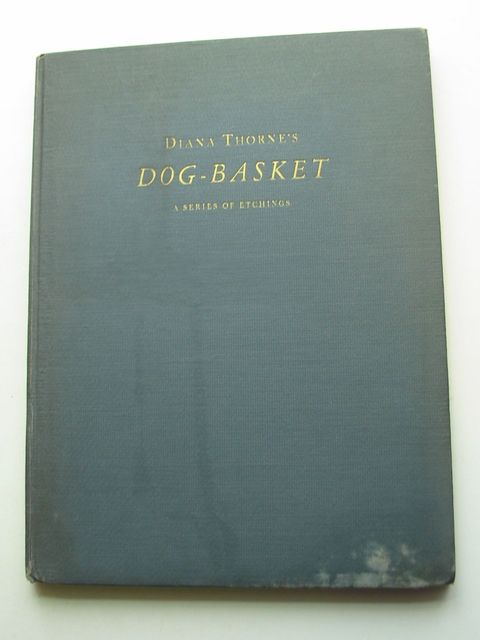 DIANA THORNE'S
DOG-BASKET
A SERIES OF ETCHINGS